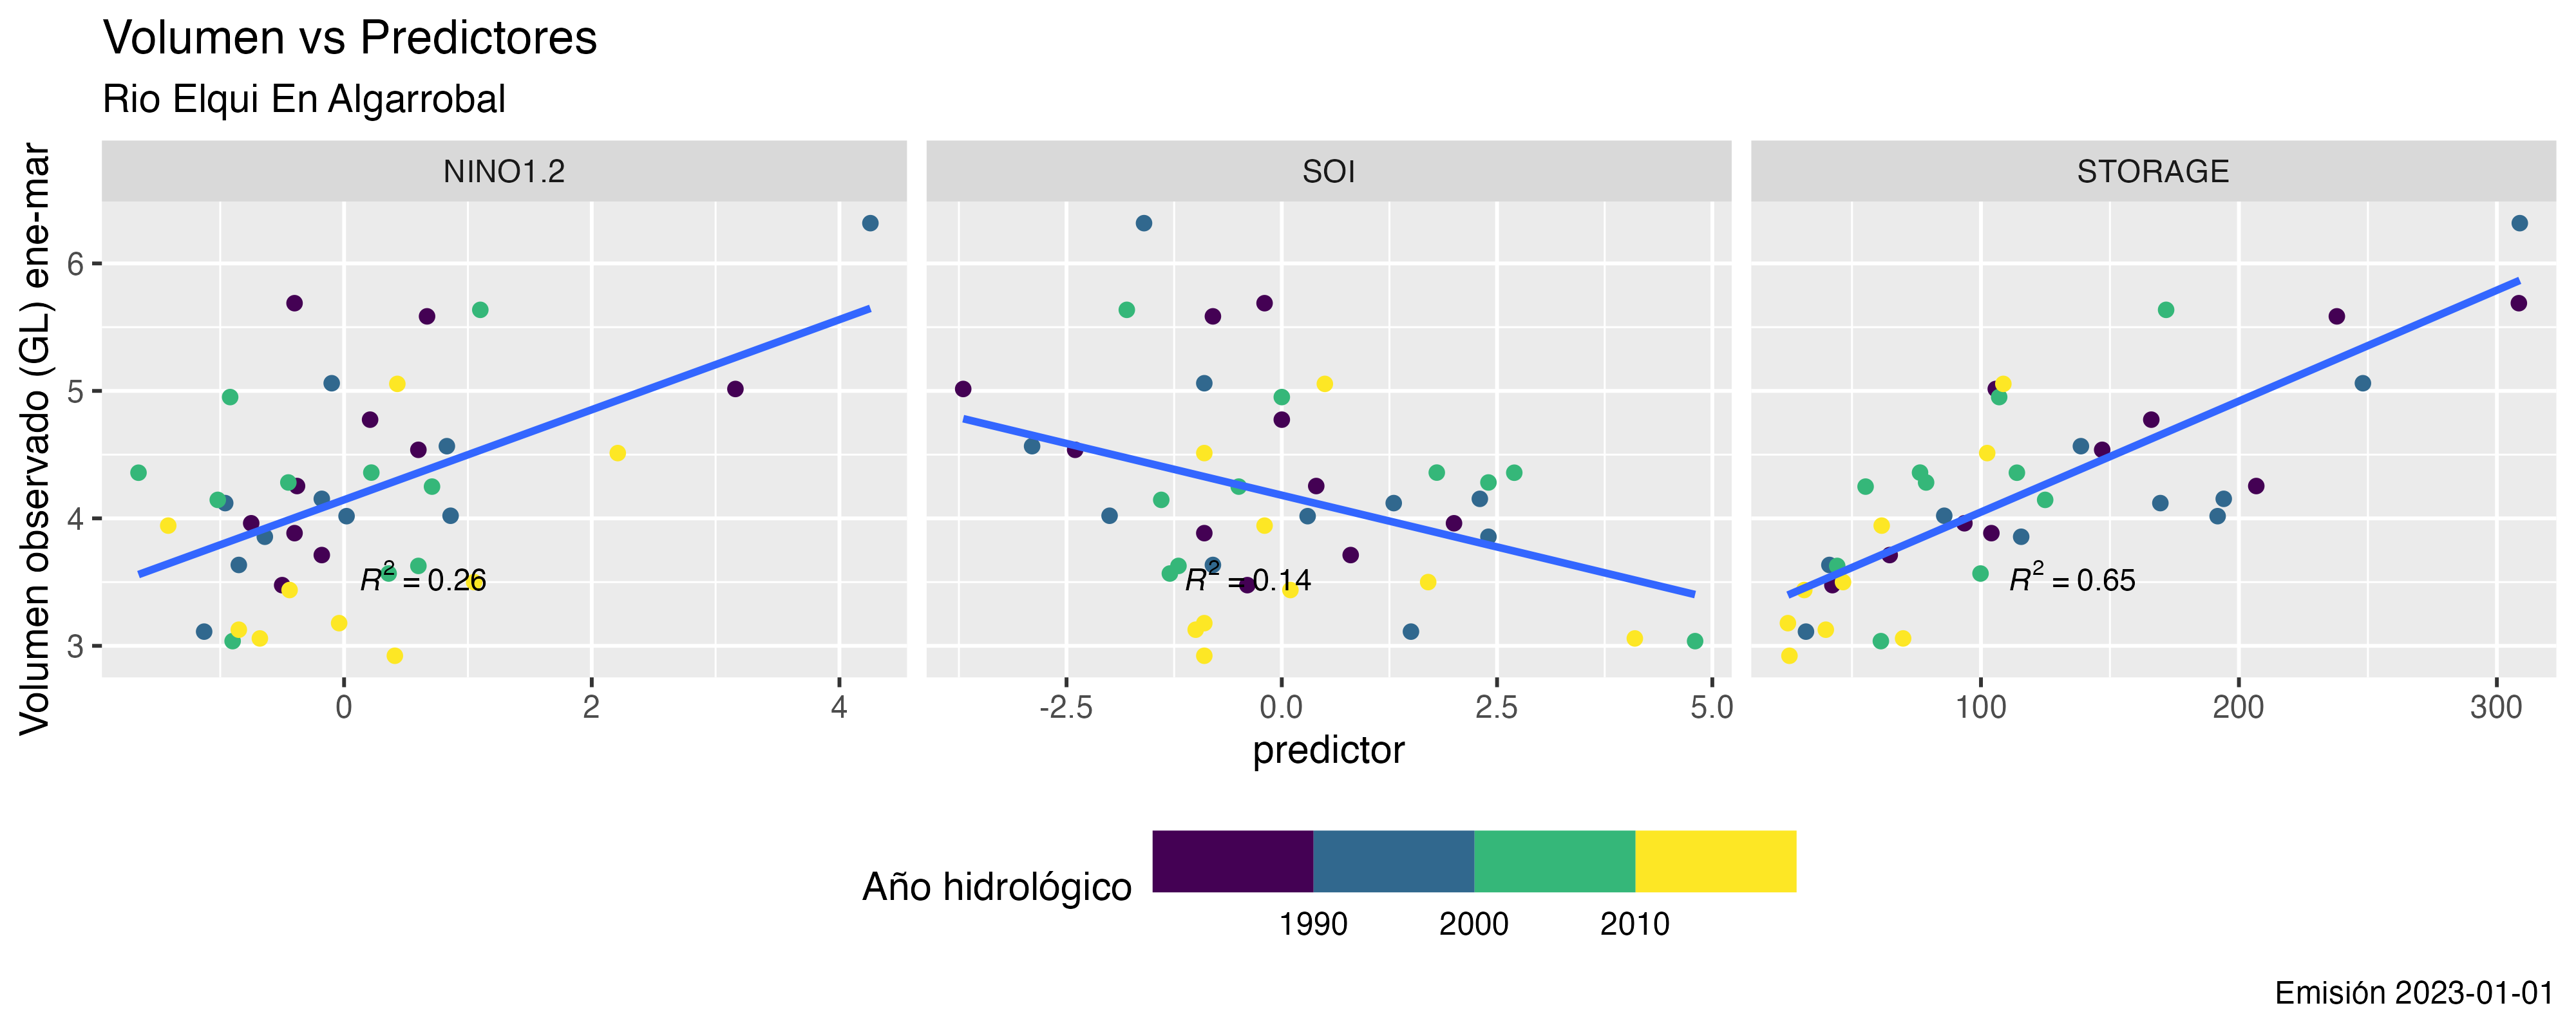 Volumen vs Predictores
Rio Elqui En Algarrobal
Volumen observado (GL) ene-mar
NINO1.2 SOI STORAGE
6
5
4
3
R² = 0.26 R² = 0.14 R² = 0.65
0 2 4 -2.5 0.0 2.5 5.0 100 200 300
predictor
Año hidrológico
1990 2000 2010
Emisión 2023-01-01